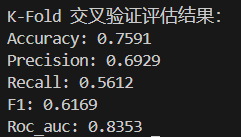 K-Fold 交叉验证评估结果:
Accuracy: 0.7591
Precision: 0.6929
Recall: 0.5612
F1: 0.6169
Roc_auc: 0.8353